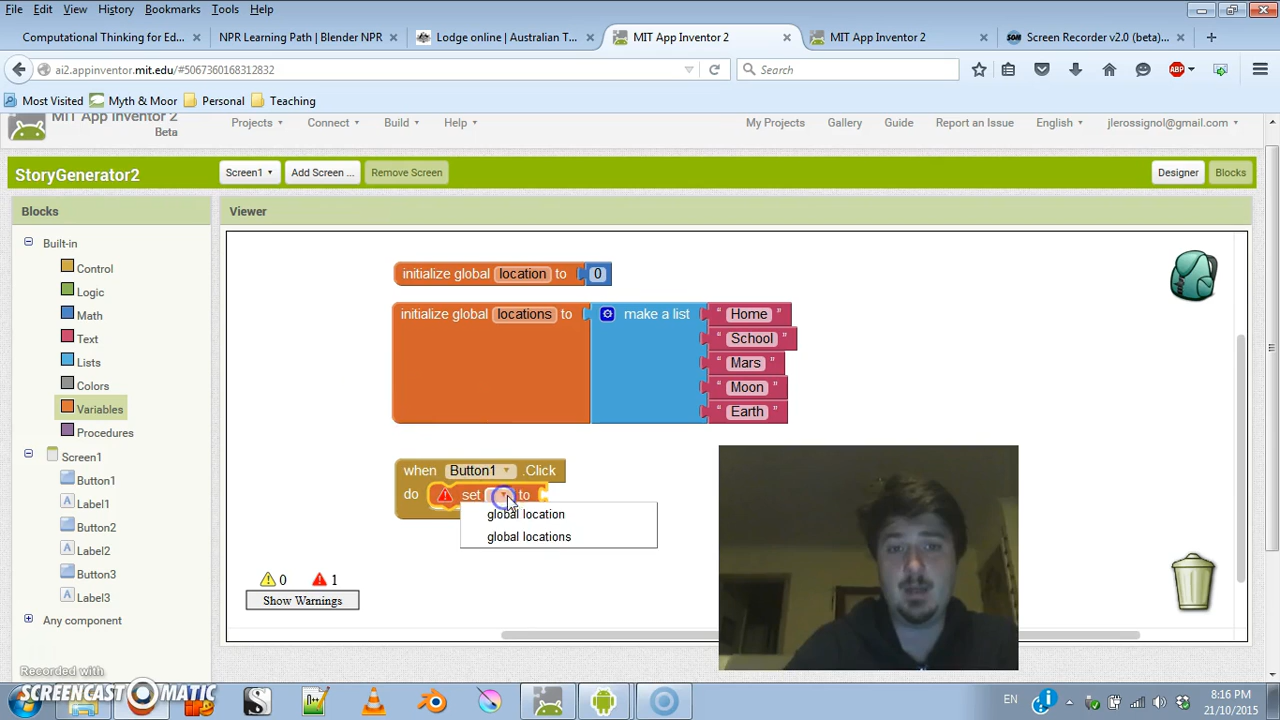 File Edit View History Bookmarks Tools Help
Computational Thinking for Ed... × NPR Learning Path | Blender NPR × Lodge online | Australian T... × MIT App Inventor 2 × MIT App Inventor 2 × Screen Recorder v2.0 (beta)... ×
ai2.appinventor.mit.edu/#5067360168312832 Search ABP
Most Visited Myth & Moor Personal Teaching
MIT App Inventor 2
Beta
Projects Connect Build Help My Projects Gallery Guide Report an Issue English jlerossignol@gmail.com
StoryGenerator2 Screen1 Add Screen ... Remove Screen Designer Blocks
Blocks Viewer
Built-in
Control
Logic
Math
Text
Lists
Colors
Variables
Procedures
Screen1
Button1
Label1
Button2
Label2
Button3
Label3
Any component
initialize global location to 0
initialize global locations to make a list " Home "
" School "
" Mars "
" Moon "
" Earth "
when Button1 .Click
do set to
global location
global locations
0 1
Show Warnings
Recorded with
SCREENCAST MATIC
EN 8:16 PM
21/10/2015